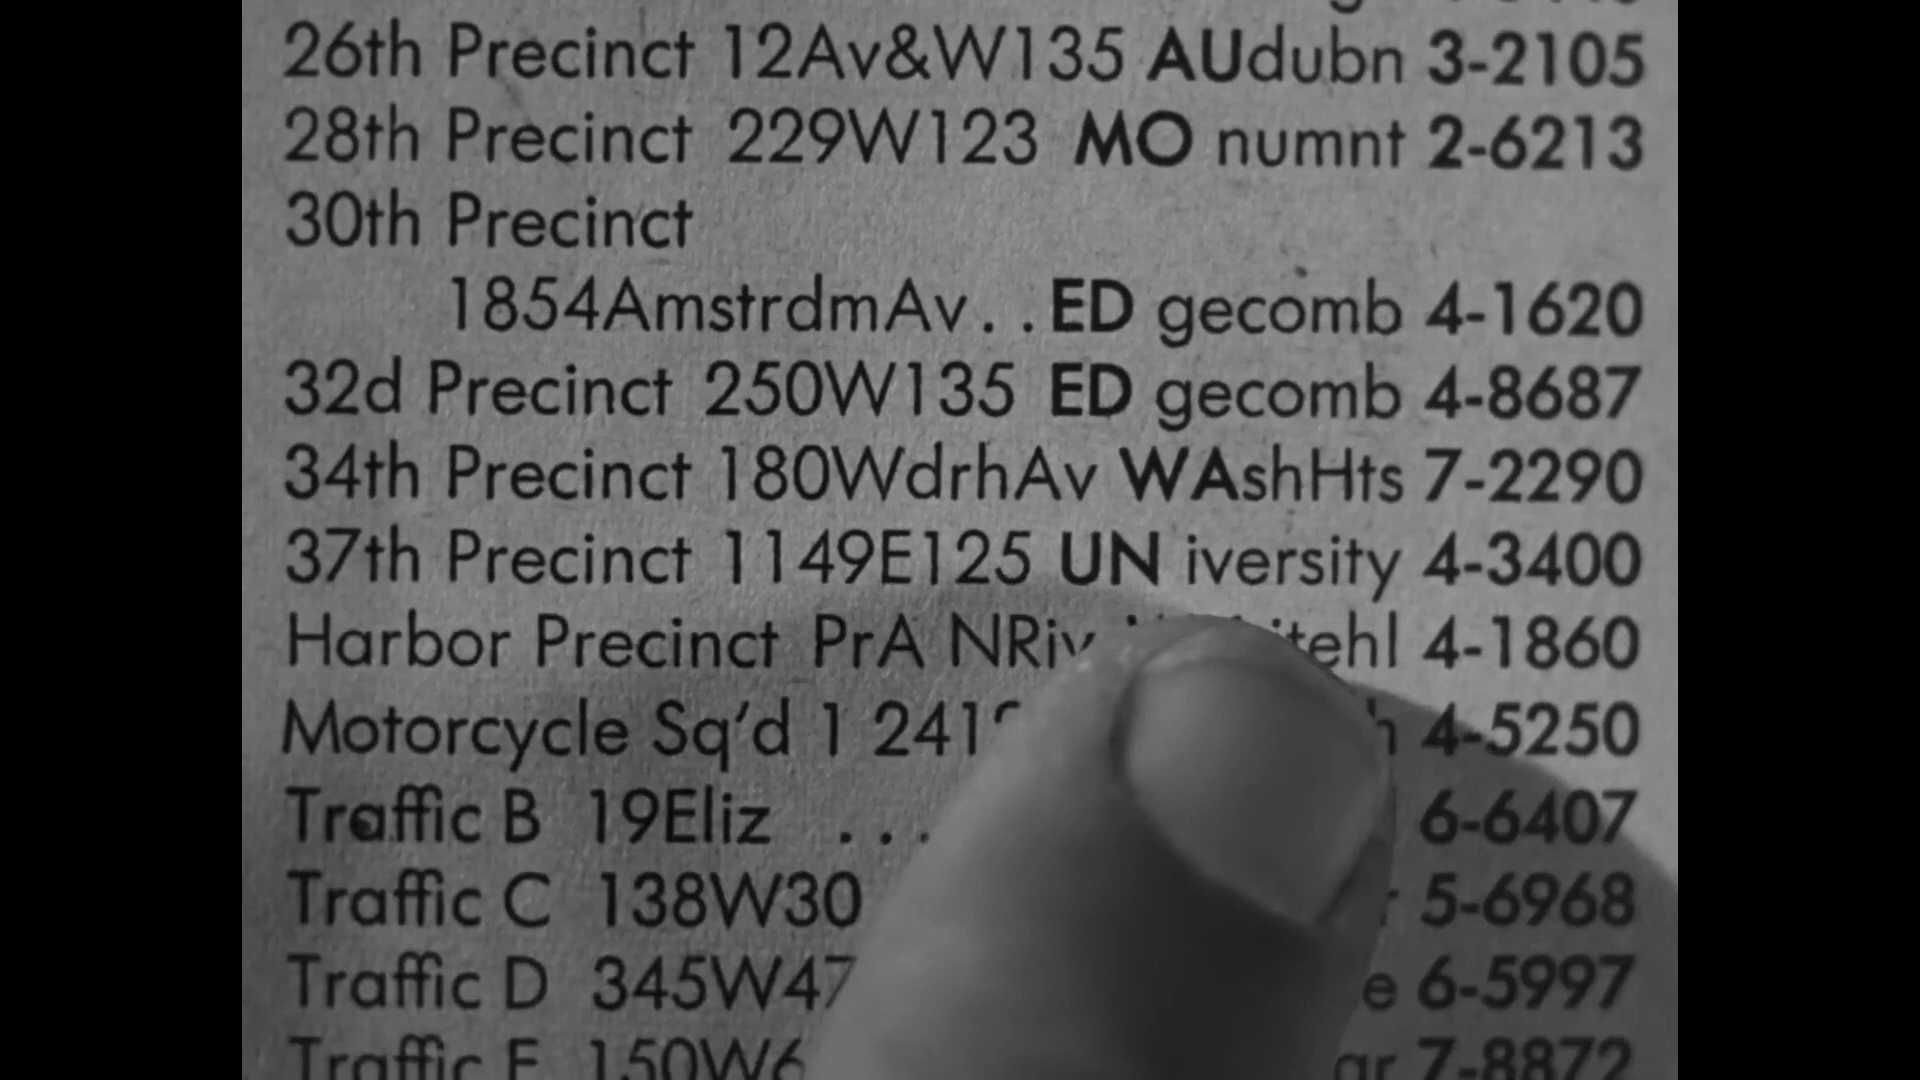 26th Precinct 12Av&W135 AUdubn 3-2105
28th Precinct 229W123 MO numnt 2-6213
30th Precinct
1854AmstrdmAv. . ED gecomb 4-1620
32d Precinct 250W135 ED gecomb 4-8687
34th Precinct 180WdrhAv WAshHts 7-2290
37th Precinct 1149E125 UN iversity 4-3400
Harbor Precinct PrA NRiv 4-1860
Motorcycle Sq'd 1 4-5250
Traffic B 19Eliz ... 6-6407
Traffic C 138W30 5-6968
Traffic D 345W47 6-5997
Traffic 7-8872